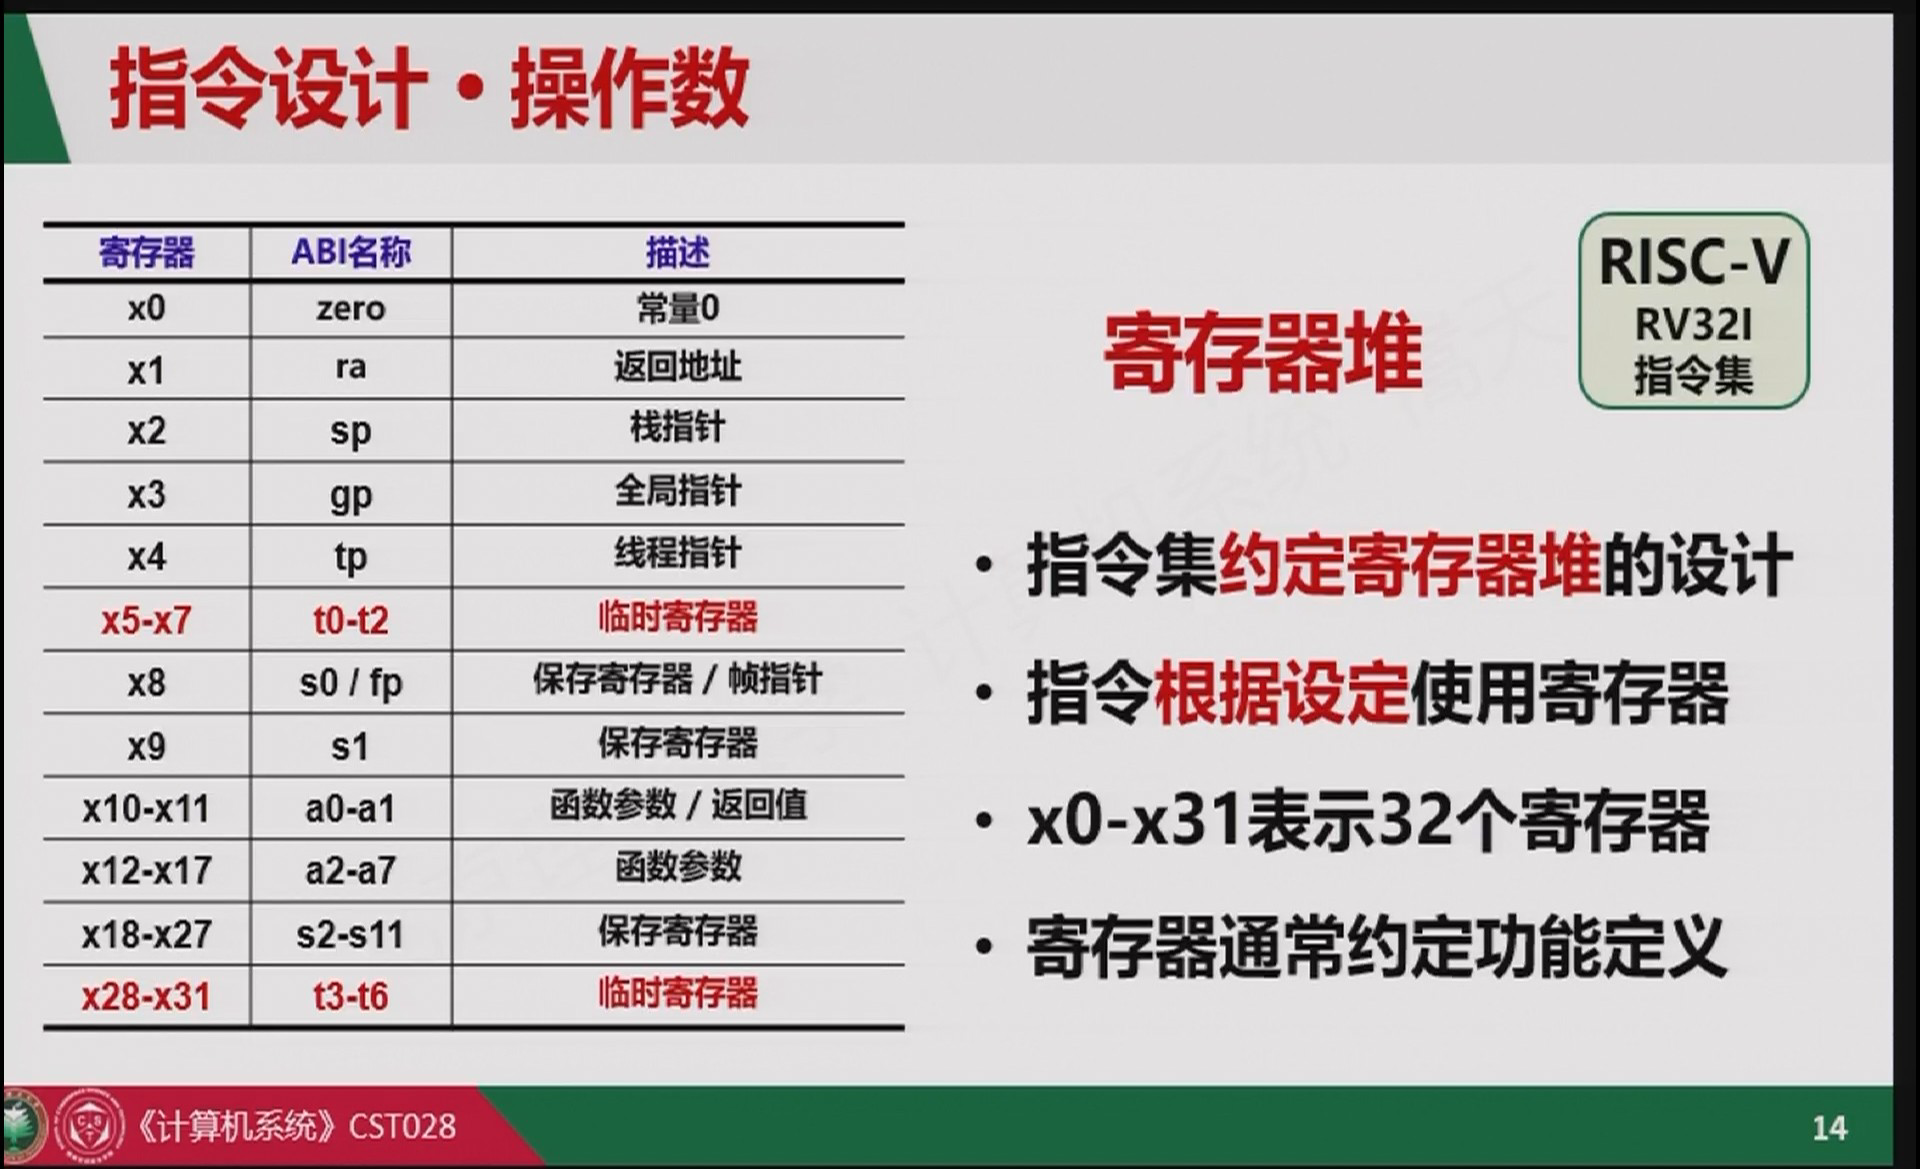 指令设计·操作数
寄存器 ABI名称 描述
x0 zero 常量0
x1 ra 返回地址
x2 sp 栈指针
x3 gp 全局指针
x4 tp 线程指针
x5-x7 t0-t2 临时寄存器
x8 s0 / fp 保存寄存器 / 帧指针
x9 s1 保存寄存器
x10-x11 a0-a1 函数参数 / 返回值
x12-x17 a2-a7 函数参数
x18-x27 s2-s11 保存寄存器
x28-x31 t3-t6 临时寄存器
寄存器堆
RISC-V
RV32I
指令集
• 指令集约定寄存器堆的设计
• 指令根据设定使用寄存器
• x0-x31表示32个寄存器
• 寄存器通常约定功能定义
《计算机系统》CST028
14